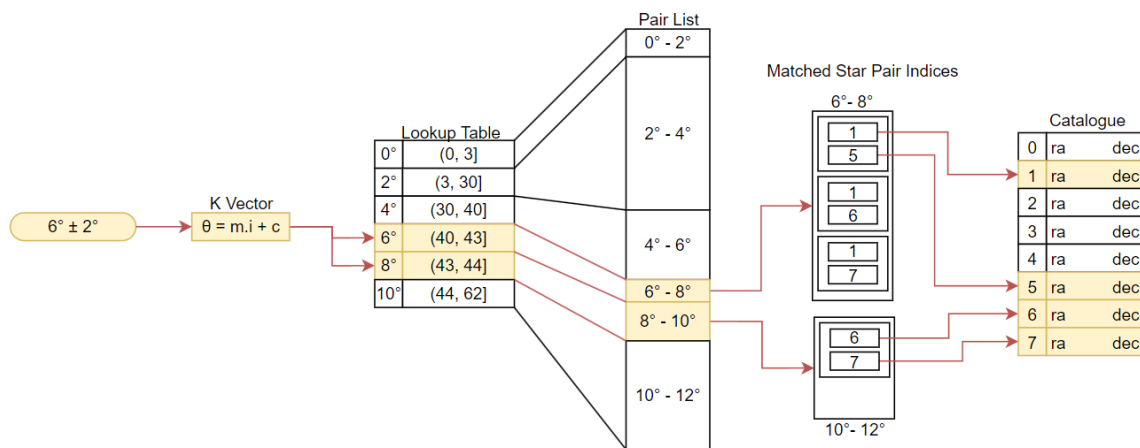 6° ± 2°
K Vector
θ = m.i + c
Lookup Table
0° (0, 3]
2° (3, 30]
4° (30, 40]
6° (40, 43]
8° (43, 44]
10° (44, 62]
Pair List
0° - 2°
2° - 4°
4° - 6°
6° - 8°
8° - 10°
10° - 12°
Matched Star Pair Indices
6°- 8°
1
5
1
6
1
7
6
7
10°- 12°
Catalogue
0 ra dec
1 ra dec
2 ra dec
3 ra dec
4 ra dec
5 ra dec
6 ra dec
7 ra dec